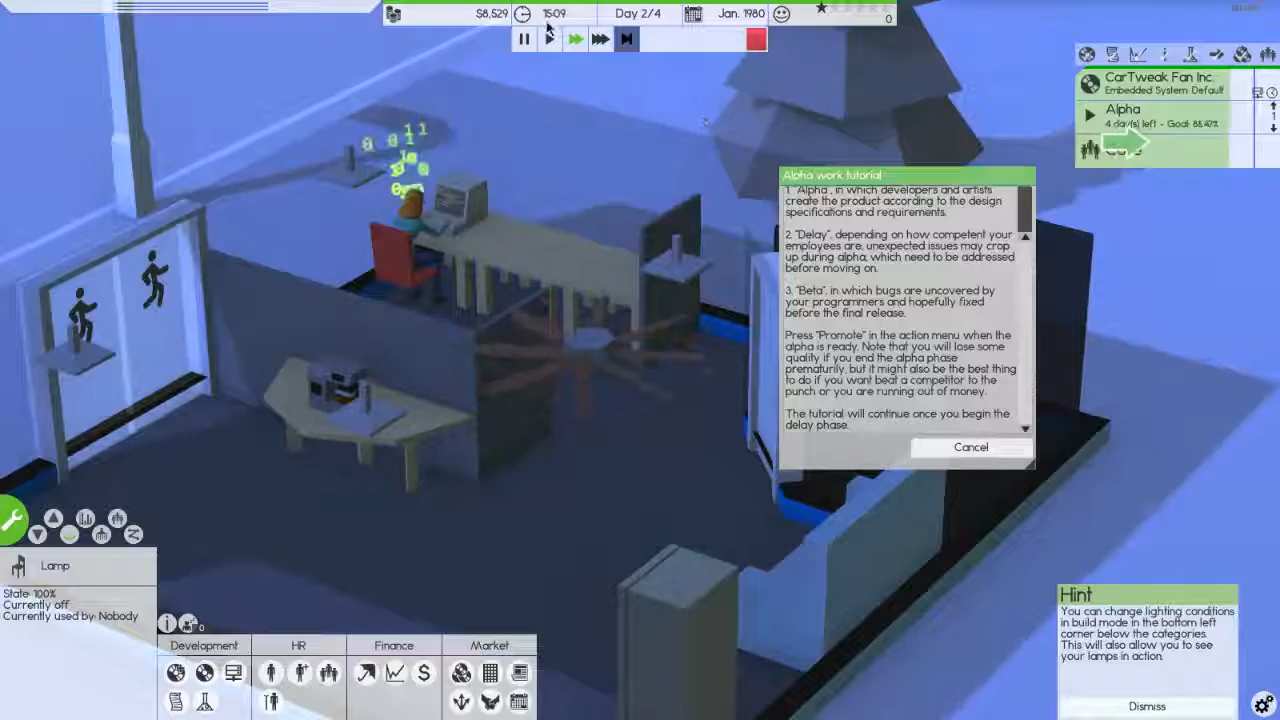 $8,529
15:09
Day 2/4
Jan. 1980
0
CarTweak Fan Inc.
Embedded System: Default
Alpha
4 day(s) left - Goal: 88.47%
1
Alpha work tutorial
1. "Alpha", in which developers and artists
create the product according to the design
specifications and requirements.
2. "Delay", depending on how competent your
employees are, unexpected issues may crop
up during alpha, which need to be addressed
before moving on.
3. "Beta", in which bugs are uncovered by
your programmers and hopefully fixed
before the final release.
Press "Promote" in the action menu when the
alpha is ready. Note that you will lose some
quality if you end the alpha phase
prematurily, but it might also be the best thing
to do if you want beat a competitor to the
punch or you are running out of money.
The tutorial will continue once you begin the
delay phase.
Cancel
Lamp
State: 100%
Currently off
Currently used by: Nobody
0
Development
HR
Finance
Market
Hint
You can change lighting conditions
in build mode in the bottom left
corner below the categories.
This will also allow you to see
your lamps in action.
Dismiss